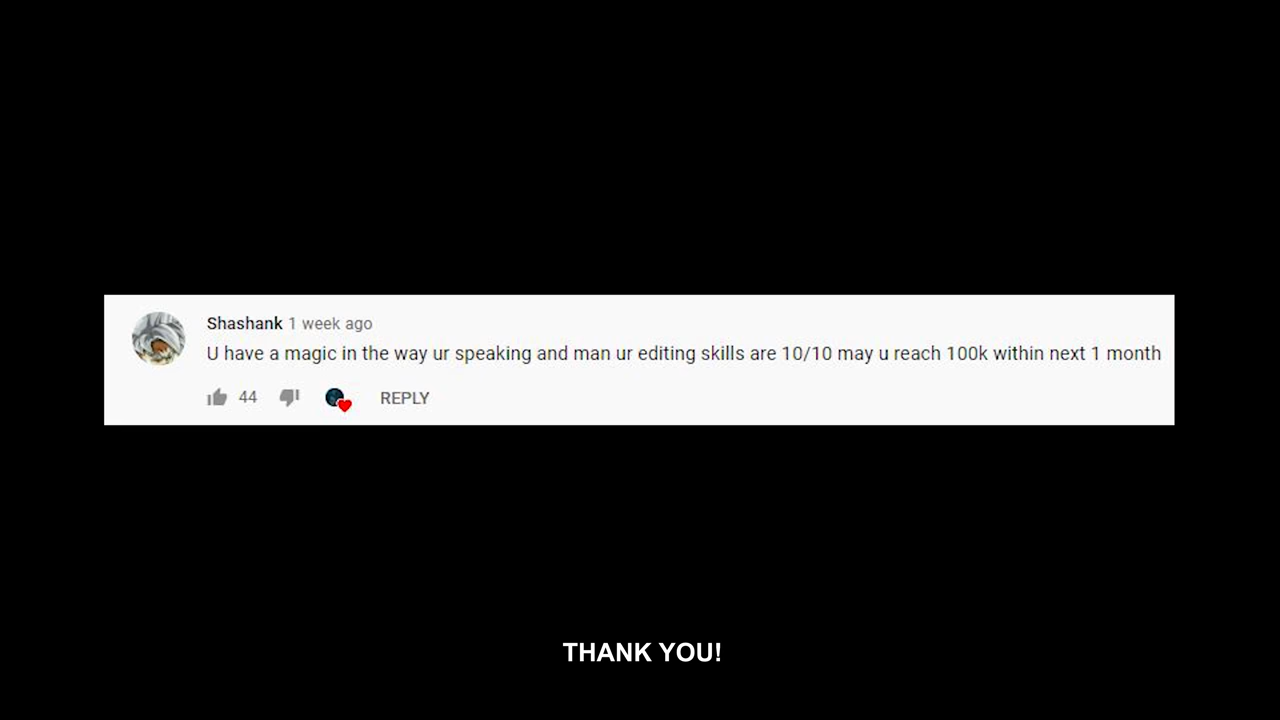 Shashank 1 week ago
U have a magic in the way ur speaking and man ur editing skills are 10/10 may u reach 100k within next 1 month
44 REPLY
THANK YOU!